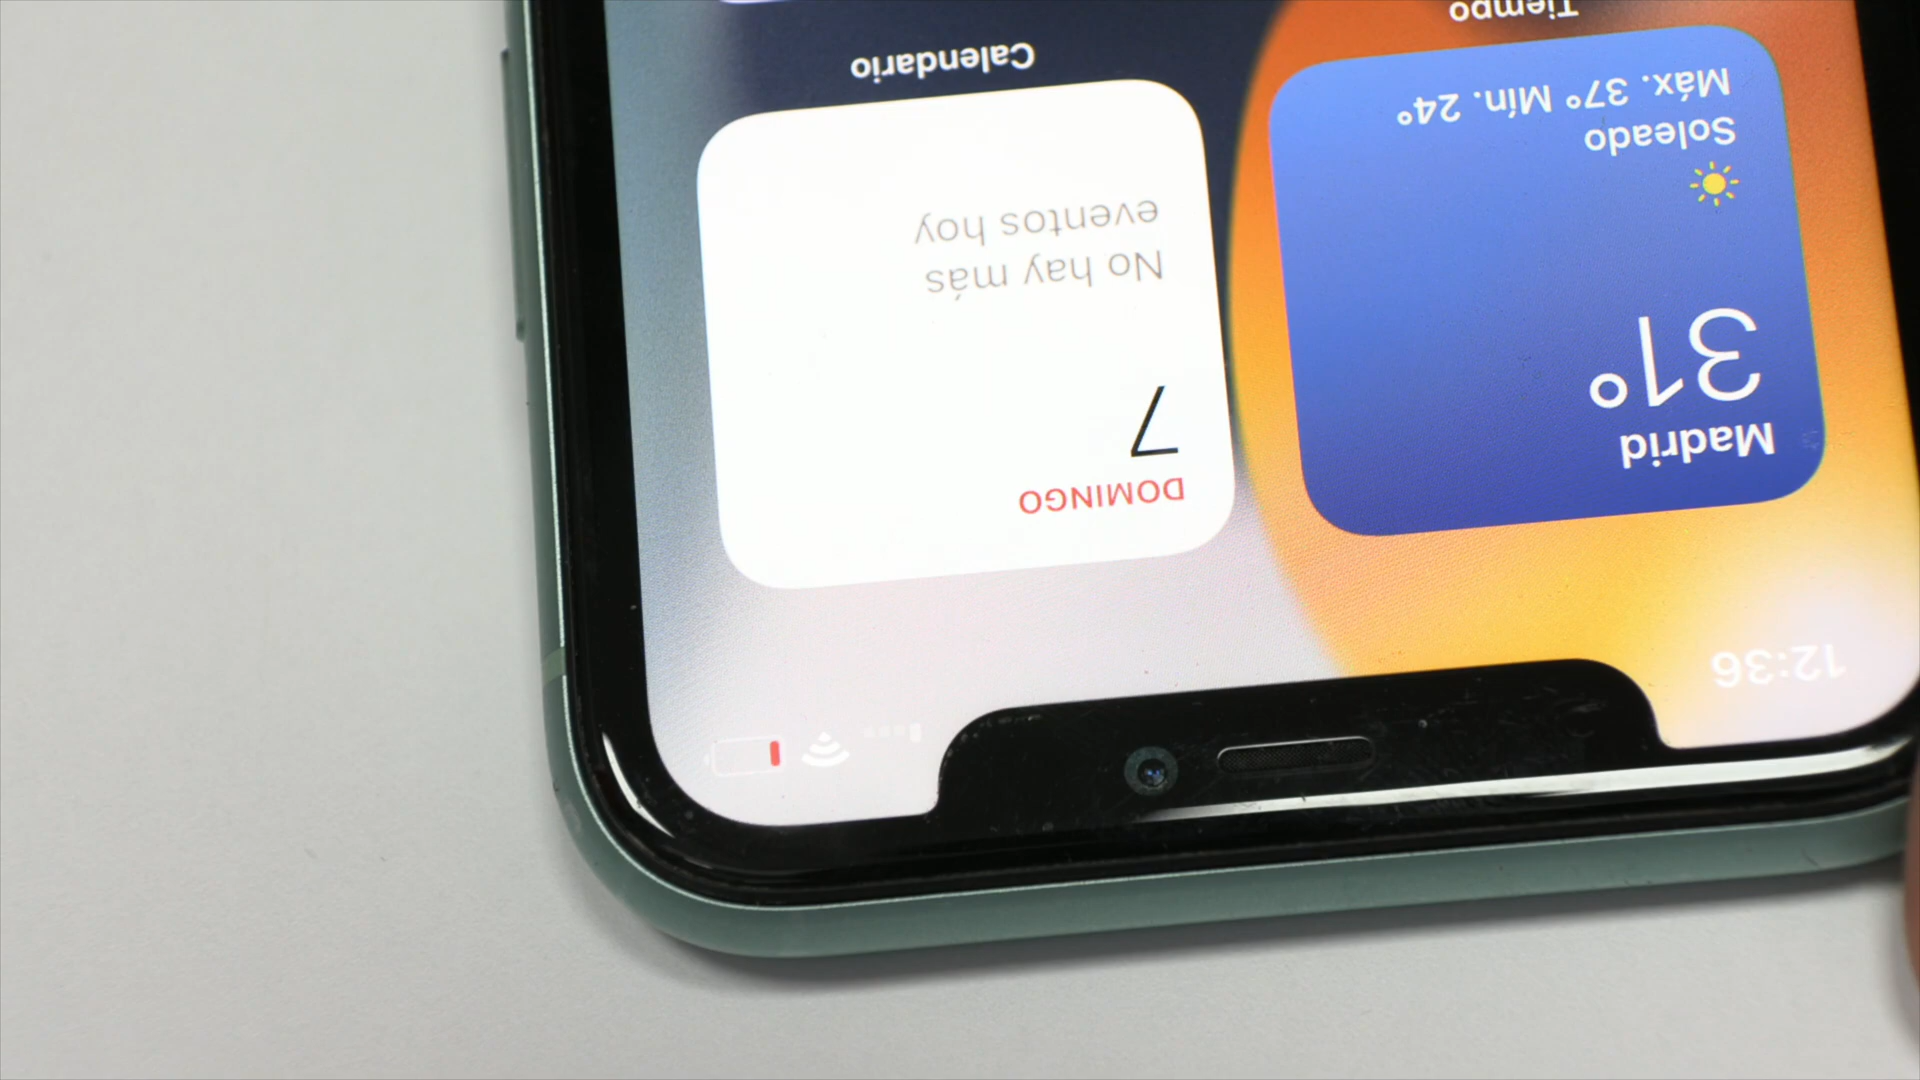 12:36
Madrid
31°
Soleado
Máx. 37° Mín. 24°
Tiempo
DOMINGO
7
No hay más
eventos hoy
Calendario